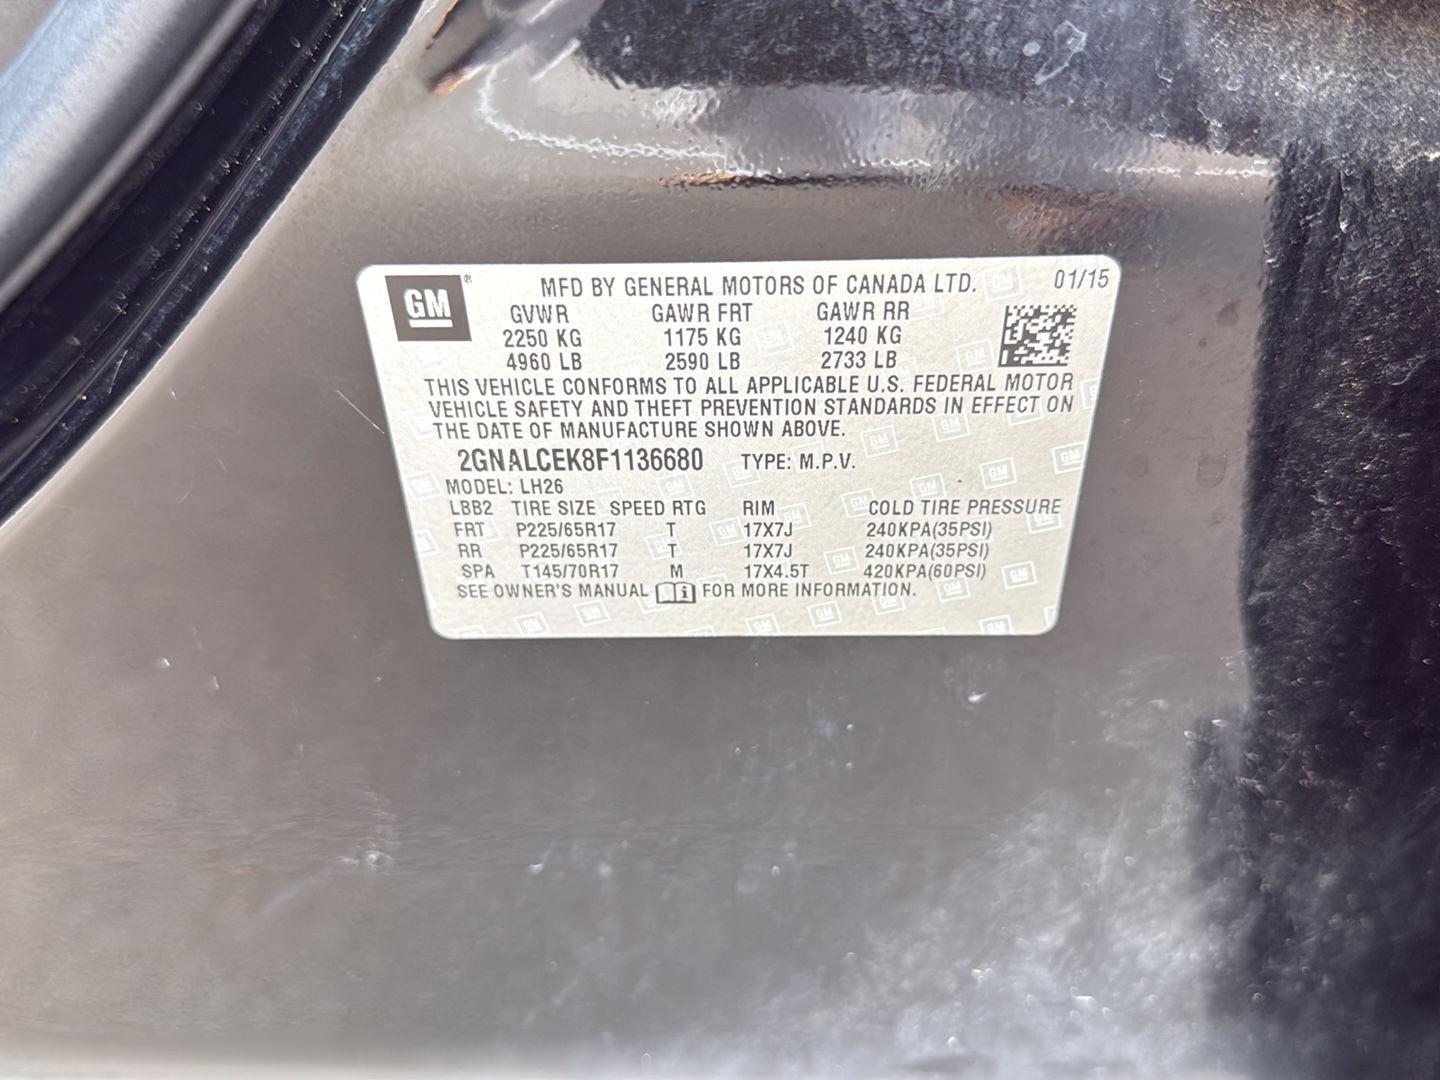 GM® MFD BY GENERAL MOTORS OF CANADA LTD. 01/15
GVWR GAWR FRT GAWR RR
2250 KG 1175 KG 1240 KG
4960 LB 2590 LB 2733 LB
THIS VEHICLE CONFORMS TO ALL APPLICABLE U.S. FEDERAL MOTOR
VEHICLE SAFETY AND THEFT PREVENTION STANDARDS IN EFFECT ON
THE DATE OF MANUFACTURE SHOWN ABOVE.
2GNALCEK8F1136680 TYPE: M.P.V.
MODEL: LH26
LBB2 TIRE SIZE SPEED RTG RIM COLD TIRE PRESSURE
FRT P225/65R17 T 17X7J 240KPA(35PSI)
RR P225/65R17 T 17X7J 240KPA(35PSI)
SPA T145/70R17 M 17X4.5T 420KPA(60PSI)
SEE OWNER'S MANUAL i FOR MORE INFORMATION.